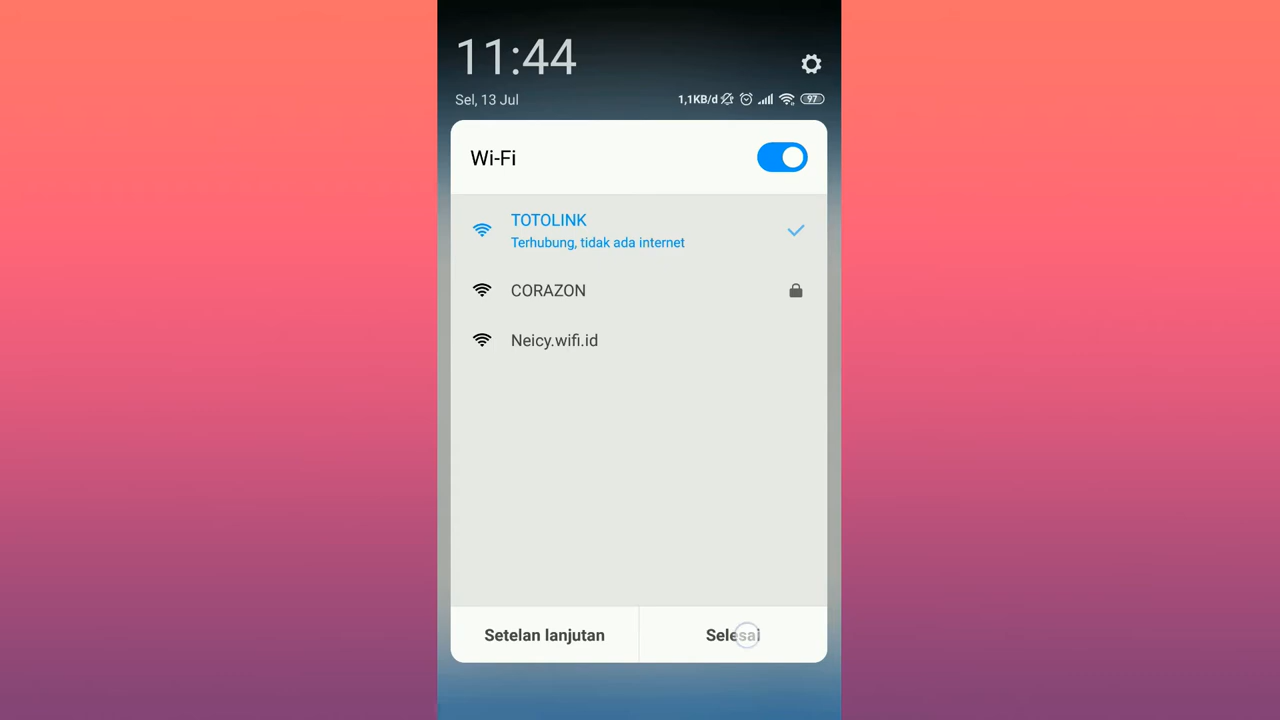 11:44
Sel, 13 Jul
1,1KB/d
97
Wi-Fi
TOTOLINK
Terhubung, tidak ada internet
CORAZON
Neicy.wifi.id
Setelan lanjutan
Selesai